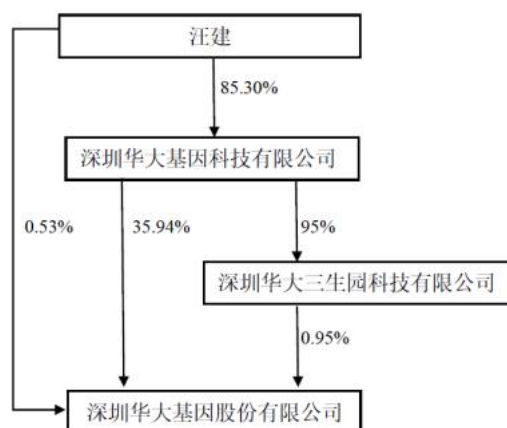 汪建
85.30%
深圳华大基因科技有限公司
0.53%
35.94%
95%
深圳华大三生园科技有限公司
0.95%
深圳华大基因股份有限公司